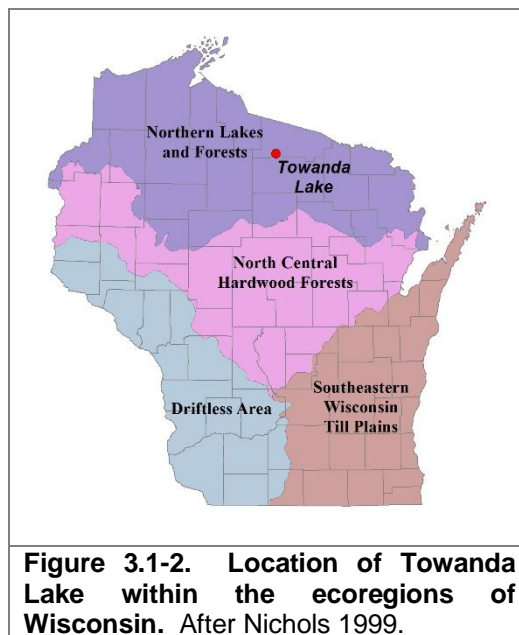 Northern Lakes
and Forests
Towanda
Lake
North Central
Hardwood Forests
Driftless Area
Southeastern
Wisconsin
Till Plains
Figure 3.1-2. Location of Towanda
Lake within the ecoregions of
Wisconsin. After Nichols 1999.